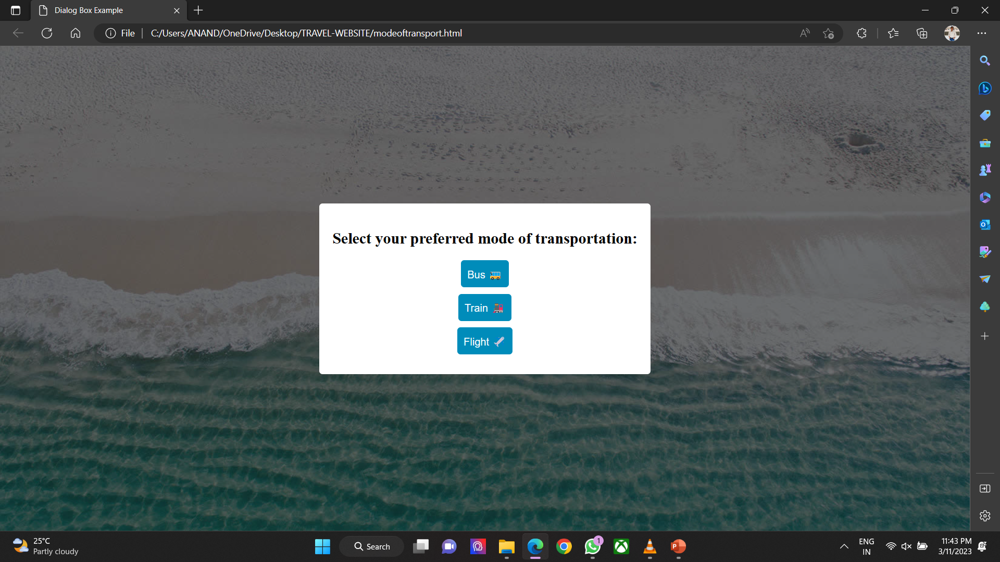 Dialog Box Example
File
C:/Users/ANAND/OneDrive/Desktop/TRAVEL-WEBSITE/modeoftransport.html
Select your preferred mode of transportation:
Bus 🚌
Train 🚂
Flight ✈
25°C
Partly cloudy
Search
1
ENG
IN
11:43 PM
3/11/2023